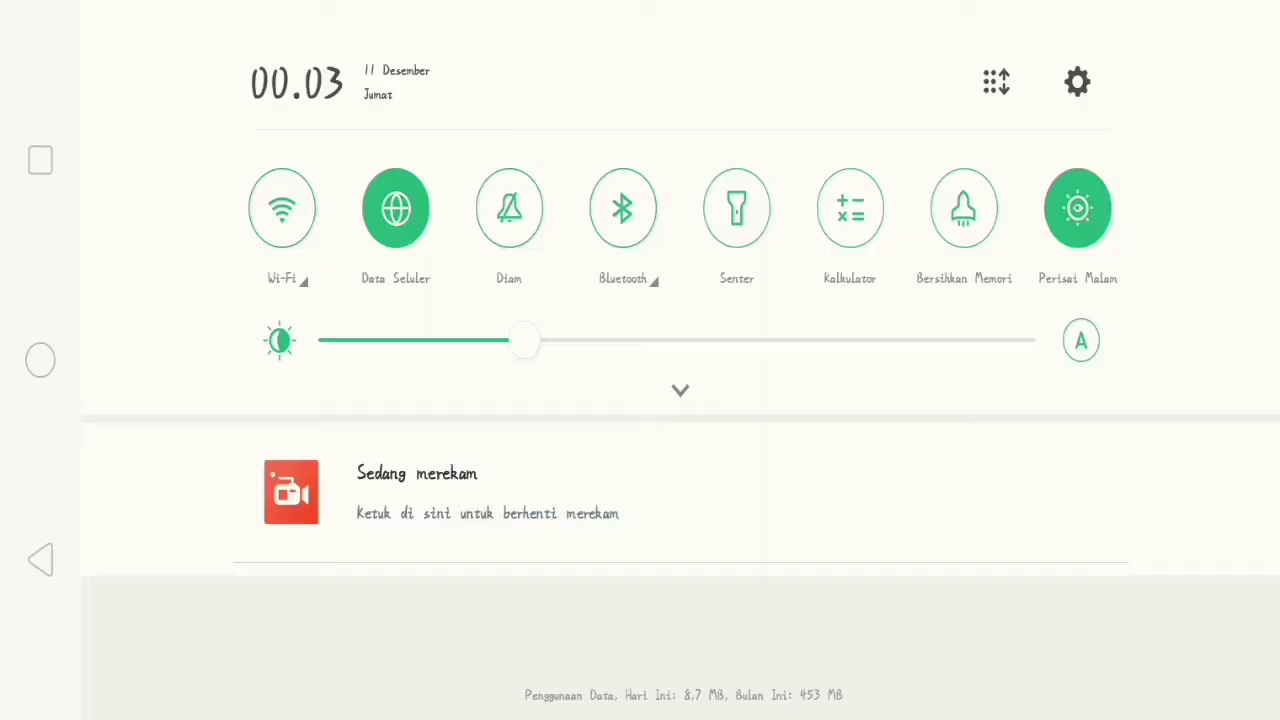 00.03
11 Desember
Jumat
Wi-Fi
Data Seluler
Diam
Bluetooth
Senter
Kalkulator
Bersihkan Memori
Perisai Malam
A
Sedang merekam
Ketuk di sini untuk berhenti merekam
Penggunaan Data, Hari Ini: 8,7 MB, Bulan Ini: 453 MB